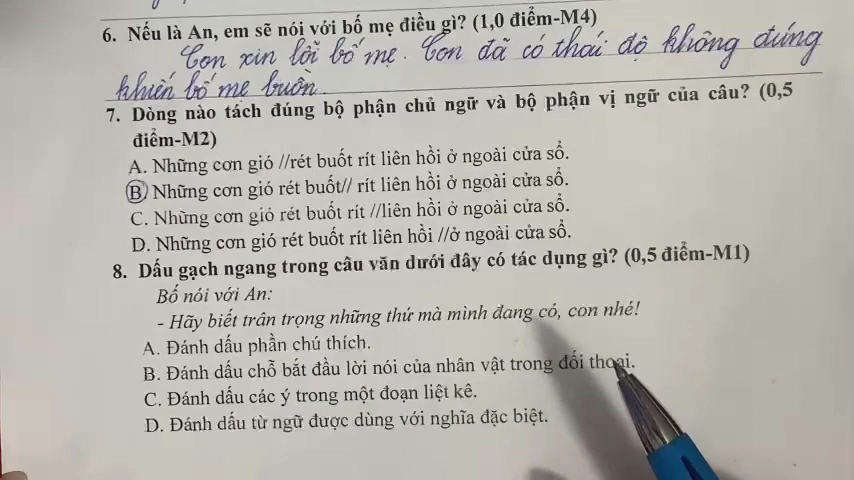 6. Nếu là An, em sẽ nói với bố mẹ điều gì? (1,0 điểm-M4)
Con xin lỗi bố mẹ. Con đã có thái độ không đúng
khiến bố mẹ buồn.
7. Dòng nào tách đúng bộ phận chủ ngữ và bộ phận vị ngữ của câu? (0,5
điểm-M2)
A. Những cơn gió //rét buốt rít liên hồi ở ngoài cửa sổ.
B. Những cơn gió rét buốt// rít liên hồi ở ngoài cửa sổ.
C. Những cơn gió rét buốt rít //liên hồi ở ngoài cửa sổ.
D. Những cơn gió rét buốt rít liên hồi //ở ngoài cửa sổ.
8. Dấu gạch ngang trong câu văn dưới đây có tác dụng gì? (0,5 điểm-M1)
Bố nói với An:
- Hãy biết trân trọng những thứ mà mình đang có, con nhé!
A. Đánh dấu phần chú thích.
B. Đánh dấu chỗ bắt đầu lời nói của nhân vật trong đối thoại.
C. Đánh dấu các ý trong một đoạn liệt kê.
D. Đánh dấu từ ngữ được dùng với nghĩa đặc biệt.